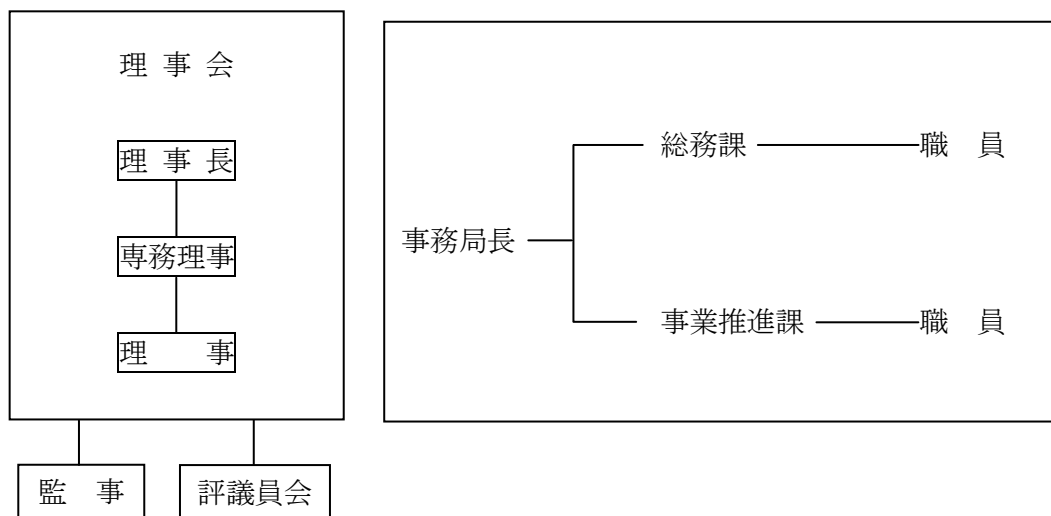 理 事 会
理 事 長
専務理事
理　　事
監　事
評議員会
事務局長
総務課
職　員
事業推進課
職　員